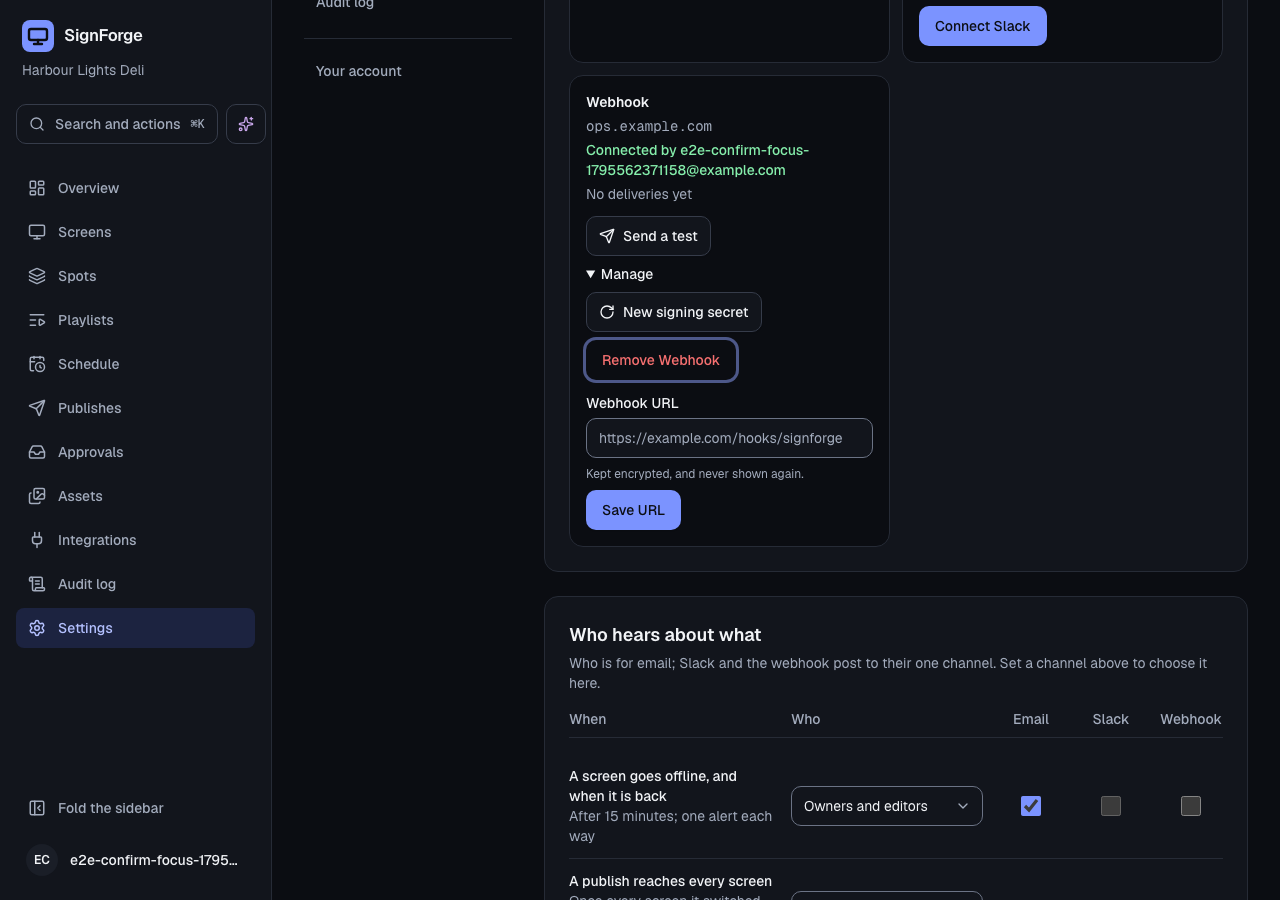 SignForge
Harbour Lights Deli
Search and actions ⌘K
Overview
Screens
Spots
Playlists
Schedule
Publishes
Approvals
Assets
Integrations
Audit log
Settings
Fold the sidebar
EC
e2e-confirm-focus-1795…
Audit log
Your account
Connect Slack
Webhook
ops.example.com
Connected by e2e-confirm-focus-
1795562371158@example.com
No deliveries yet
Send a test
Manage
New signing secret
Remove Webhook
Webhook URL
https://example.com/hooks/signforge
Kept encrypted, and never shown again.
Save URL
Who hears about what
Who is for email; Slack and the webhook post to their one channel. Set a channel above to choose it
here.
When Who Email Slack Webhook
A screen goes offline, and
when it is back
After 15 minutes; one alert each
way
Owners and editors
A publish reaches every screen
Once every screen it switched